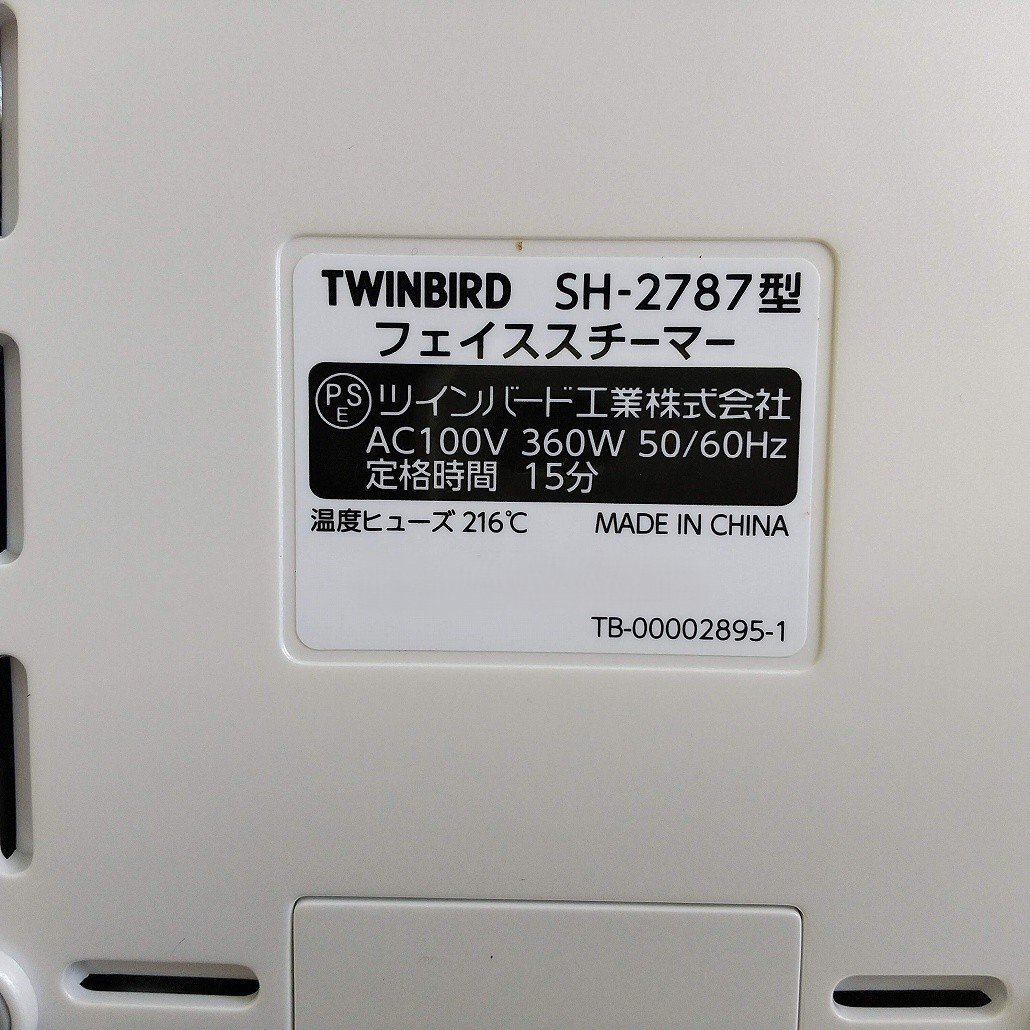 TWINBIRD SH-2787型
フェイススチーマー
PSE ツインバード工業株式会社
AC100V 360W 50/60Hz
定格時間 15分
温度ヒューズ 216℃ MADE IN CHINA
TB-00002895-1